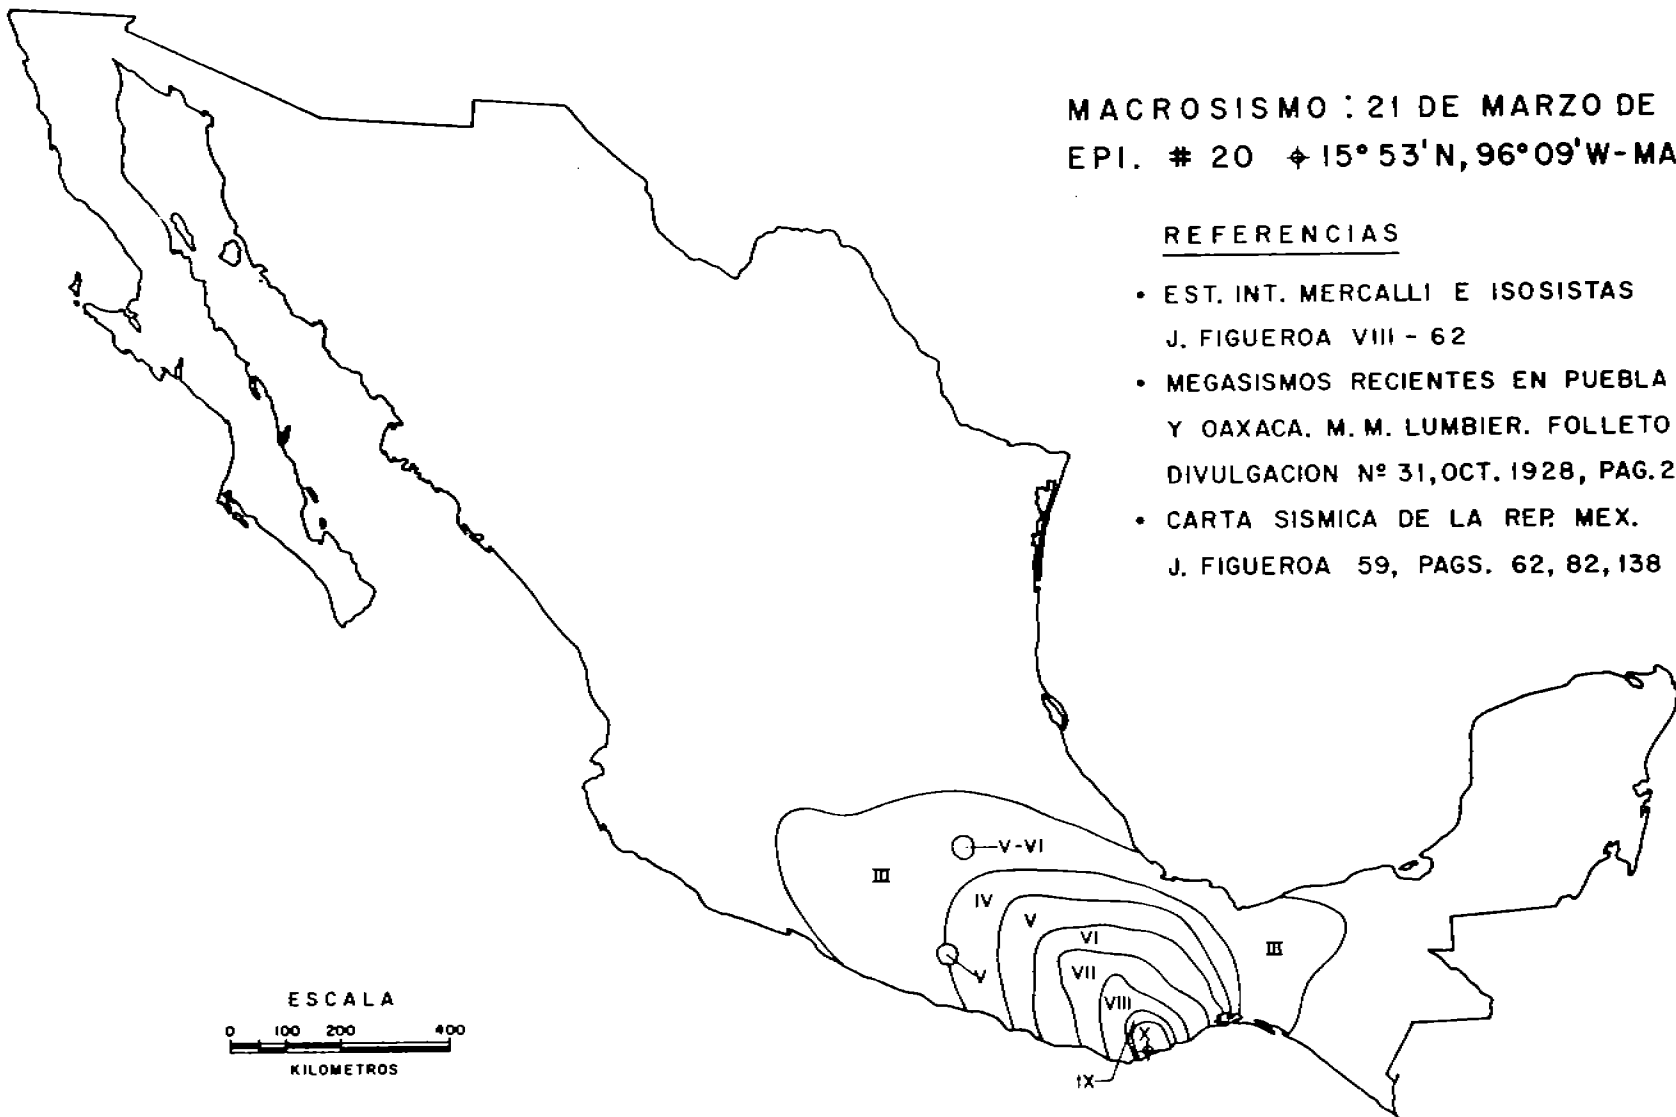 MACROSISMO : 21 DE MARZO DE
EPI. # 20 15° 53' N, 96° 09' W - MA
REFERENCIAS
• EST. INT. MERCALLI E ISOSISTAS
J. FIGUEROA VIII - 62
• MEGASISMOS RECIENTES EN PUEBLA
Y OAXACA. M. M. LUMBIER. FOLLETO
DIVULGACION Nº 31, OCT. 1928, PAG. 2
• CARTA SISMICA DE LA REP. MEX.
J. FIGUEROA 59, PAGS. 62, 82, 138
V-VI
III
IV
V
VI
III
V
VII
VIII
X
IX
ESCALA
0 100 200 400
KILOMETROS